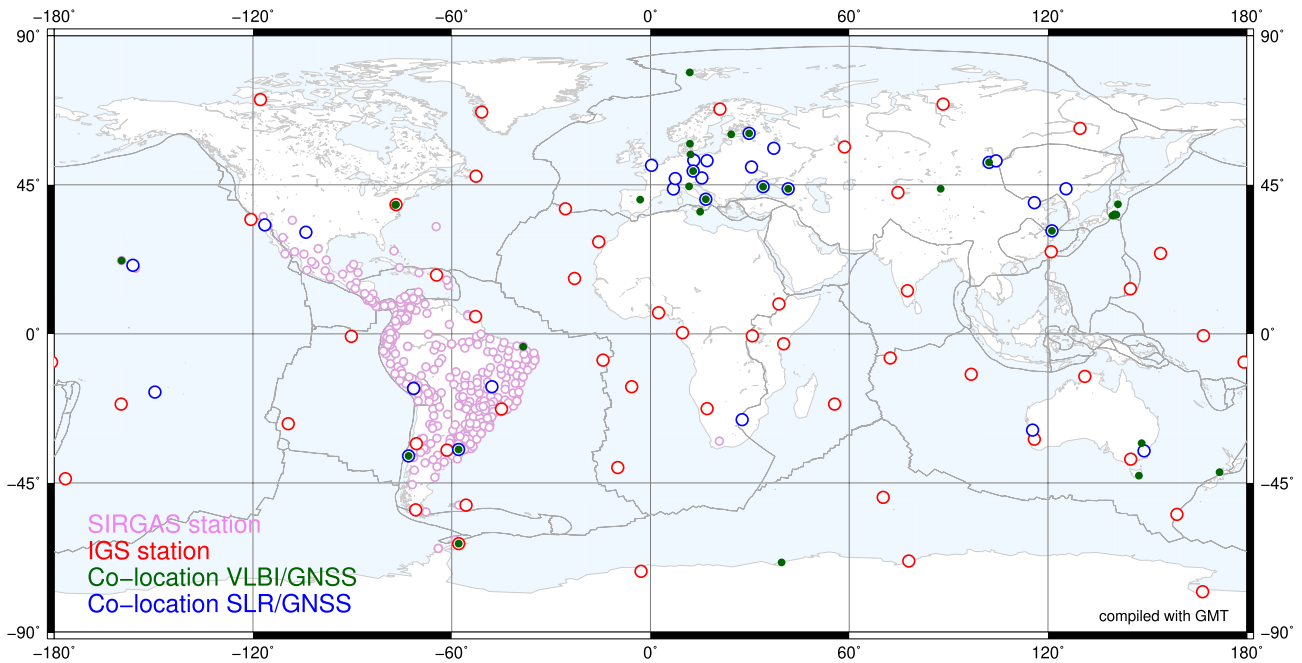 −180˚ −120˚ −60˚ 0˚ 60˚ 120˚ 180˚
90˚ 90˚
45˚ 45˚
0˚ 0˚
−45˚ −45˚
SIRGAS station
IGS station
Co−location VLBI/GNSS
Co−location SLR/GNSS
compiled with GMT
−90˚ −90˚
−180˚ −120˚ −60˚ 0˚ 60˚ 120˚ 180˚